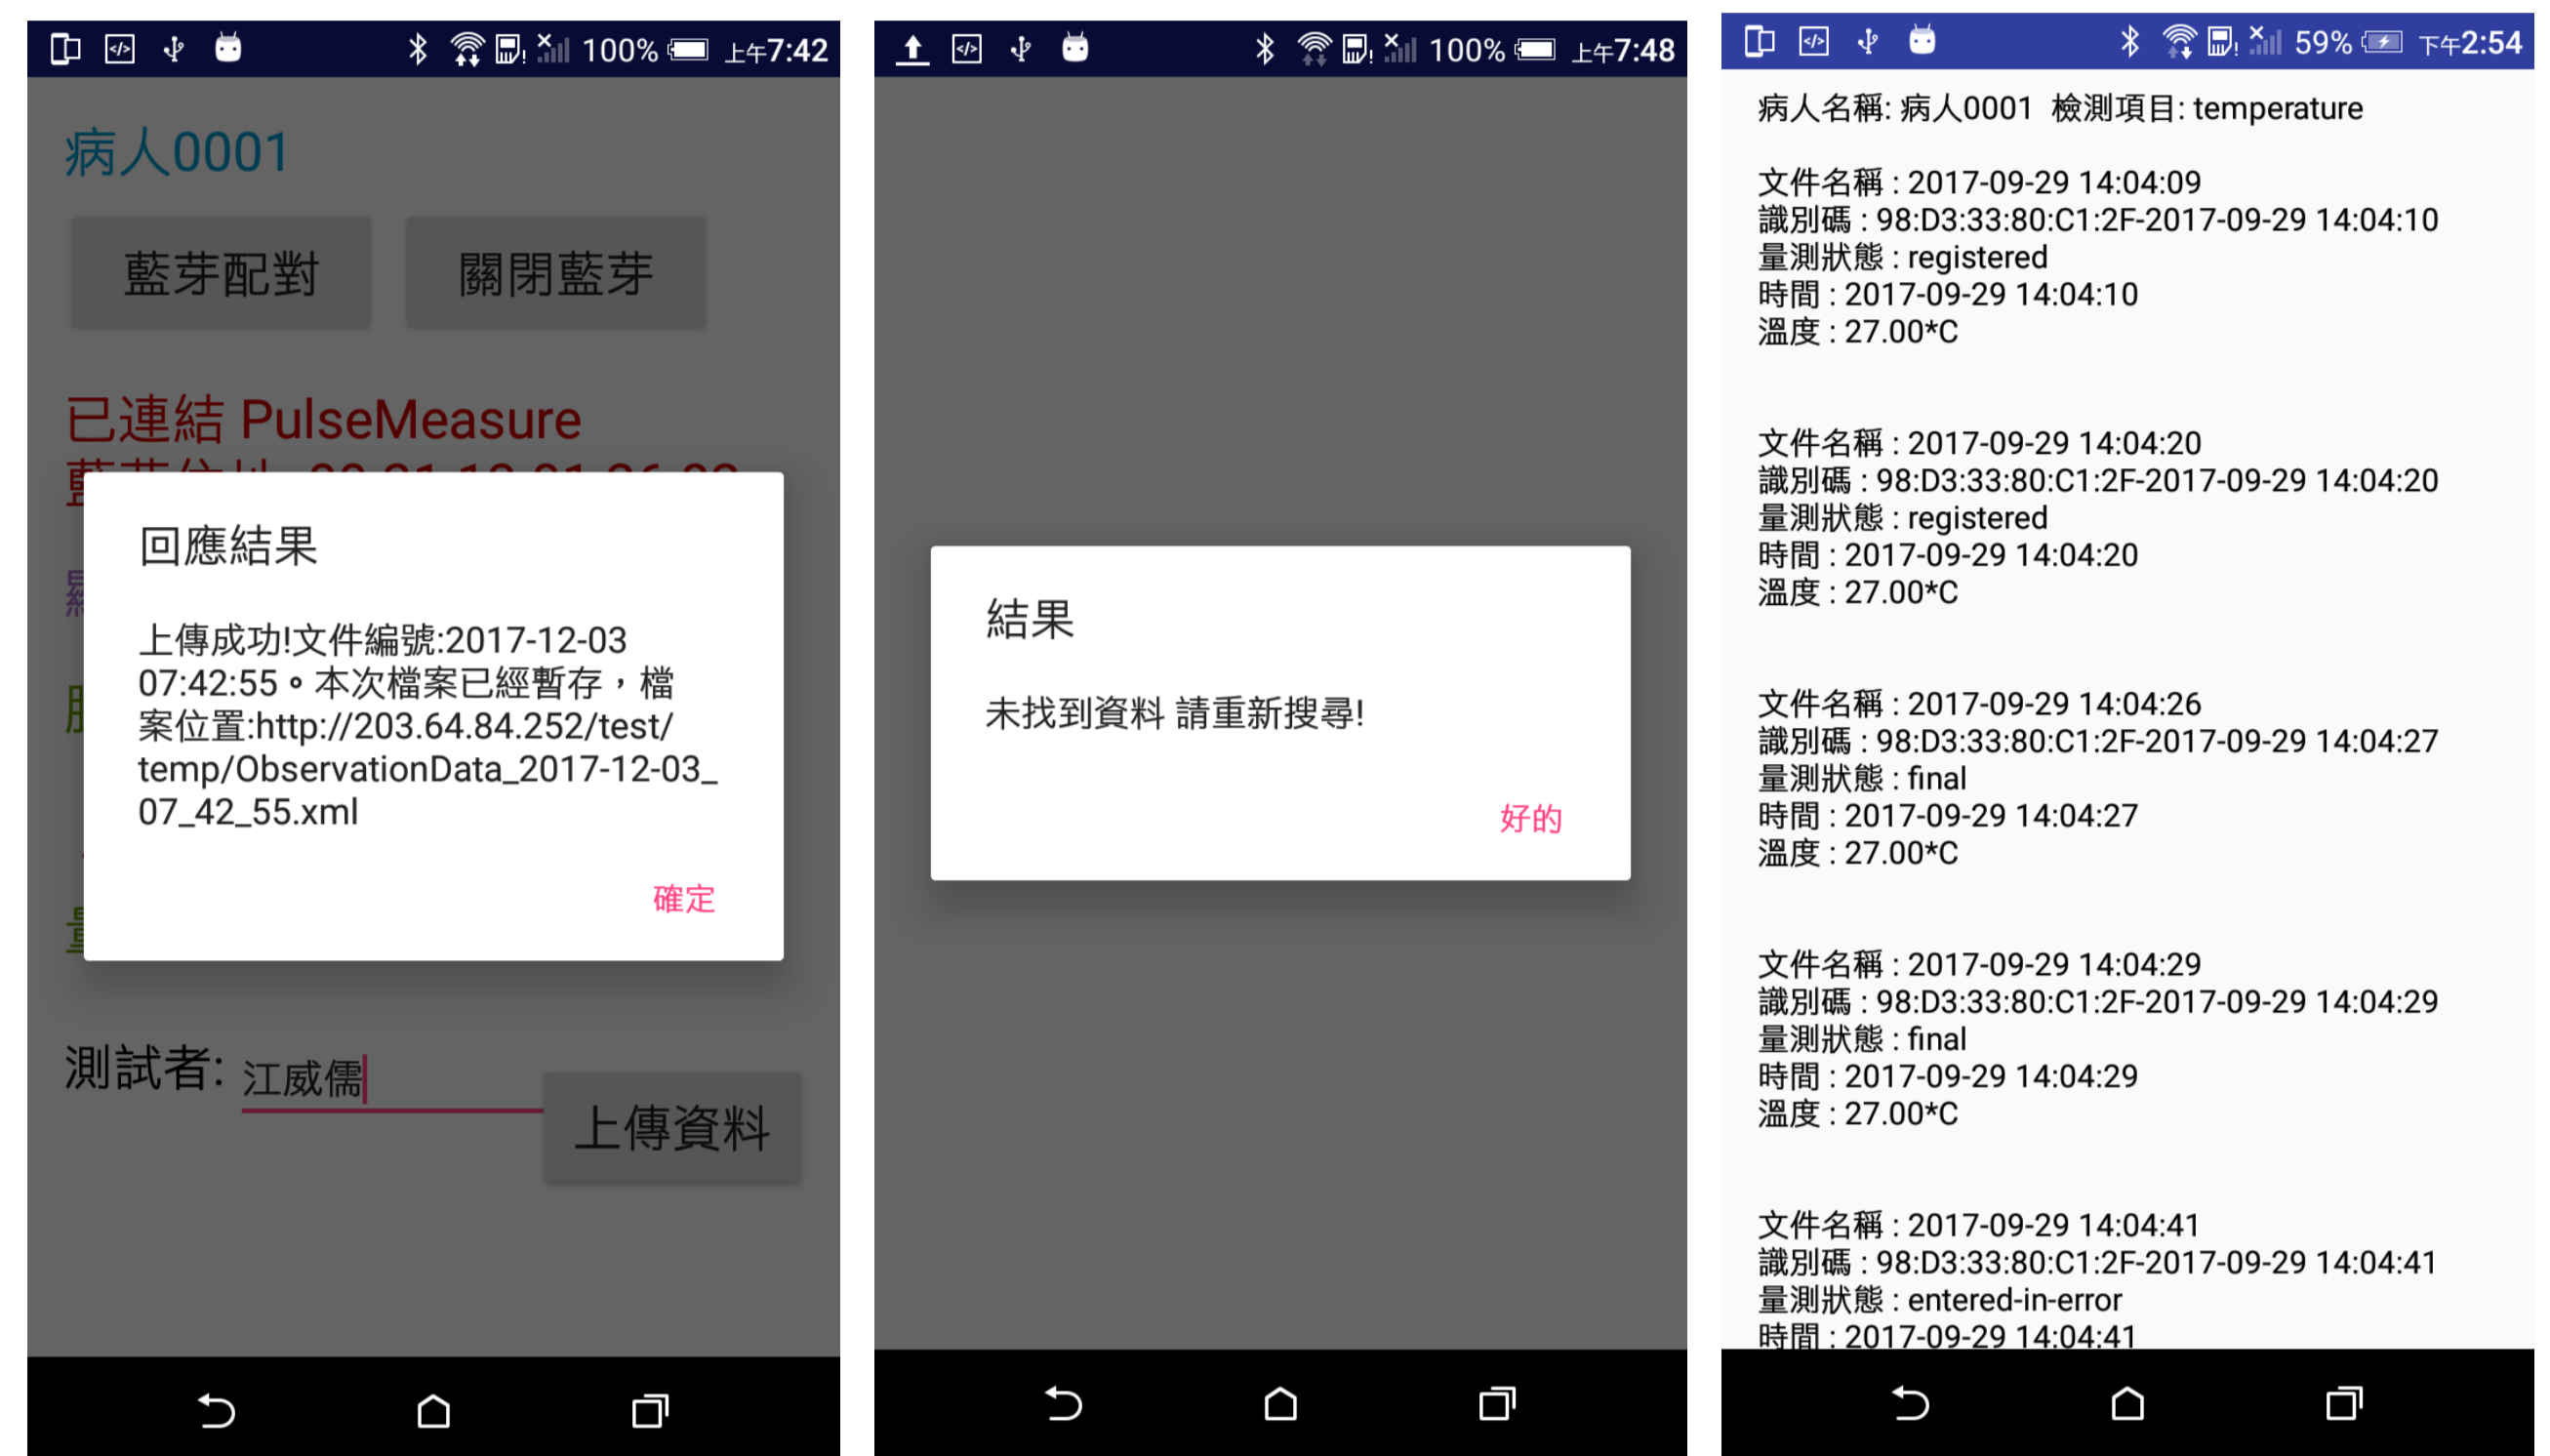 上午7:42
100%
病人0001
藍芽配對
關閉藍芽
已連結 PulseMeasure
回應結果
上傳成功!文件編號:2017-12-03
07:42:55。本次檔案已經暫存，檔
案位置:http://203.64.84.252/test/
temp/ObservationData_2017-12-03_
07_42_55.xml
確定
測試者: 江威儒
上傳資料
100%
上午7:48
結果
未找到資料 請重新搜尋!
好的
59%
下午2:54
病人名稱: 病人0001 檢測項目: temperature
文件名稱 : 2017-09-29 14:04:09
識別碼 : 98:D3:33:80:C1:2F-2017-09-29 14:04:10
量測狀態 : registered
時間 : 2017-09-29 14:04:10
溫度 : 27.00*C
文件名稱 : 2017-09-29 14:04:20
識別碼 : 98:D3:33:80:C1:2F-2017-09-29 14:04:20
量測狀態 : registered
時間 : 2017-09-29 14:04:20
溫度 : 27.00*C
文件名稱 : 2017-09-29 14:04:26
識別碼 : 98:D3:33:80:C1:2F-2017-09-29 14:04:27
量測狀態 : final
時間 : 2017-09-29 14:04:27
溫度 : 27.00*C
文件名稱 : 2017-09-29 14:04:29
識別碼 : 98:D3:33:80:C1:2F-2017-09-29 14:04:29
量測狀態 : final
時間 : 2017-09-29 14:04:29
溫度 : 27.00*C
文件名稱 : 2017-09-29 14:04:41
識別碼 : 98:D3:33:80:C1:2F-2017-09-29 14:04:41
量測狀態 : entered-in-error
時間 : 2017-09-29 14:04:41